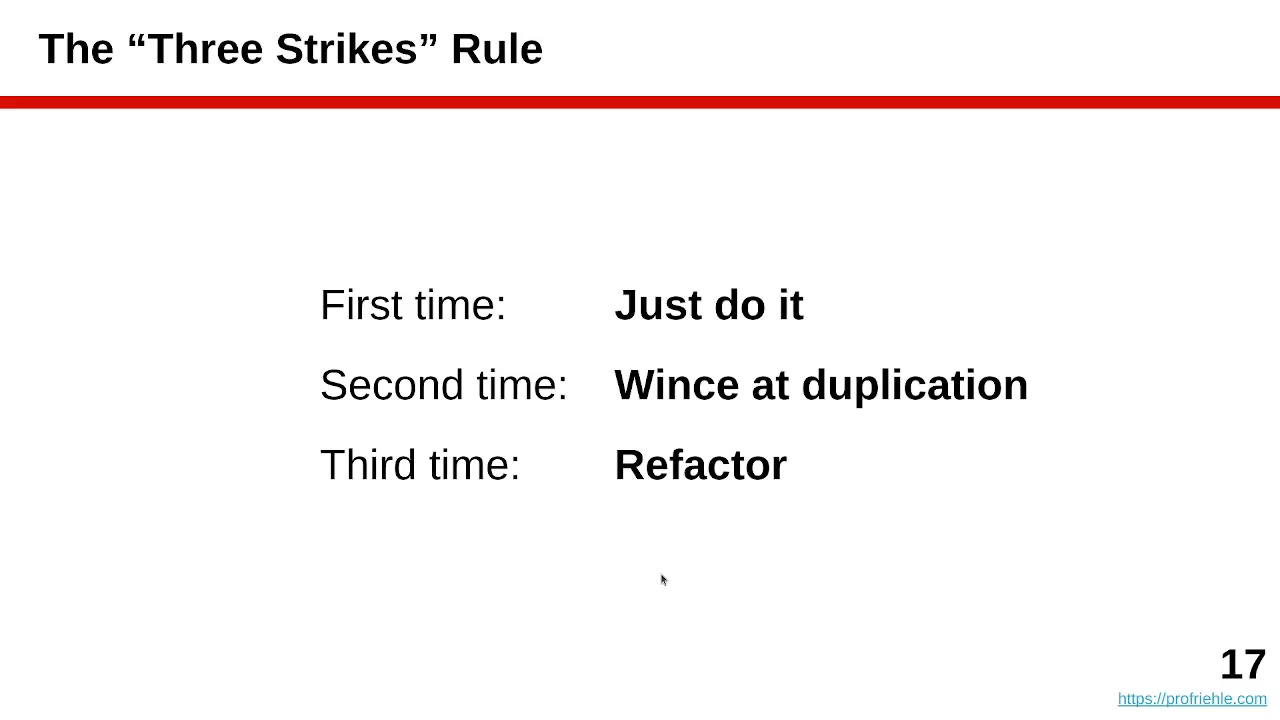 The “Three Strikes” Rule
First time: Just do it
Second time: Wince at duplication
Third time: Refactor
17
https://profriehle.com